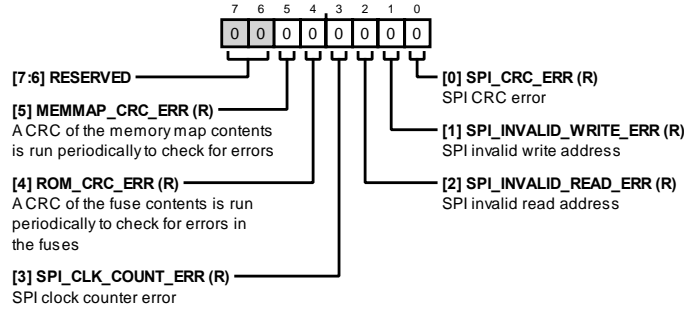 7 6 5 4 3 2 1 0
0 0 0 0 0 0 0 0
[7:6] RESERVED
[5] MEMMAP_CRC_ERR (R)
A CRC of the memory map contents
is run periodically to check for errors
[4] ROM_CRC_ERR (R)
A CRC of the fuse contents is run
periodically to check for errors in
the fuses
[3] SPI_CLK_COUNT_ERR (R)
SPI clock counter error
[0] SPI_CRC_ERR (R)
SPI CRC error
[1] SPI_INVALID_WRITE_ERR (R)
SPI invalid write address
[2] SPI_INVALID_READ_ERR (R)
SPI invalid read address